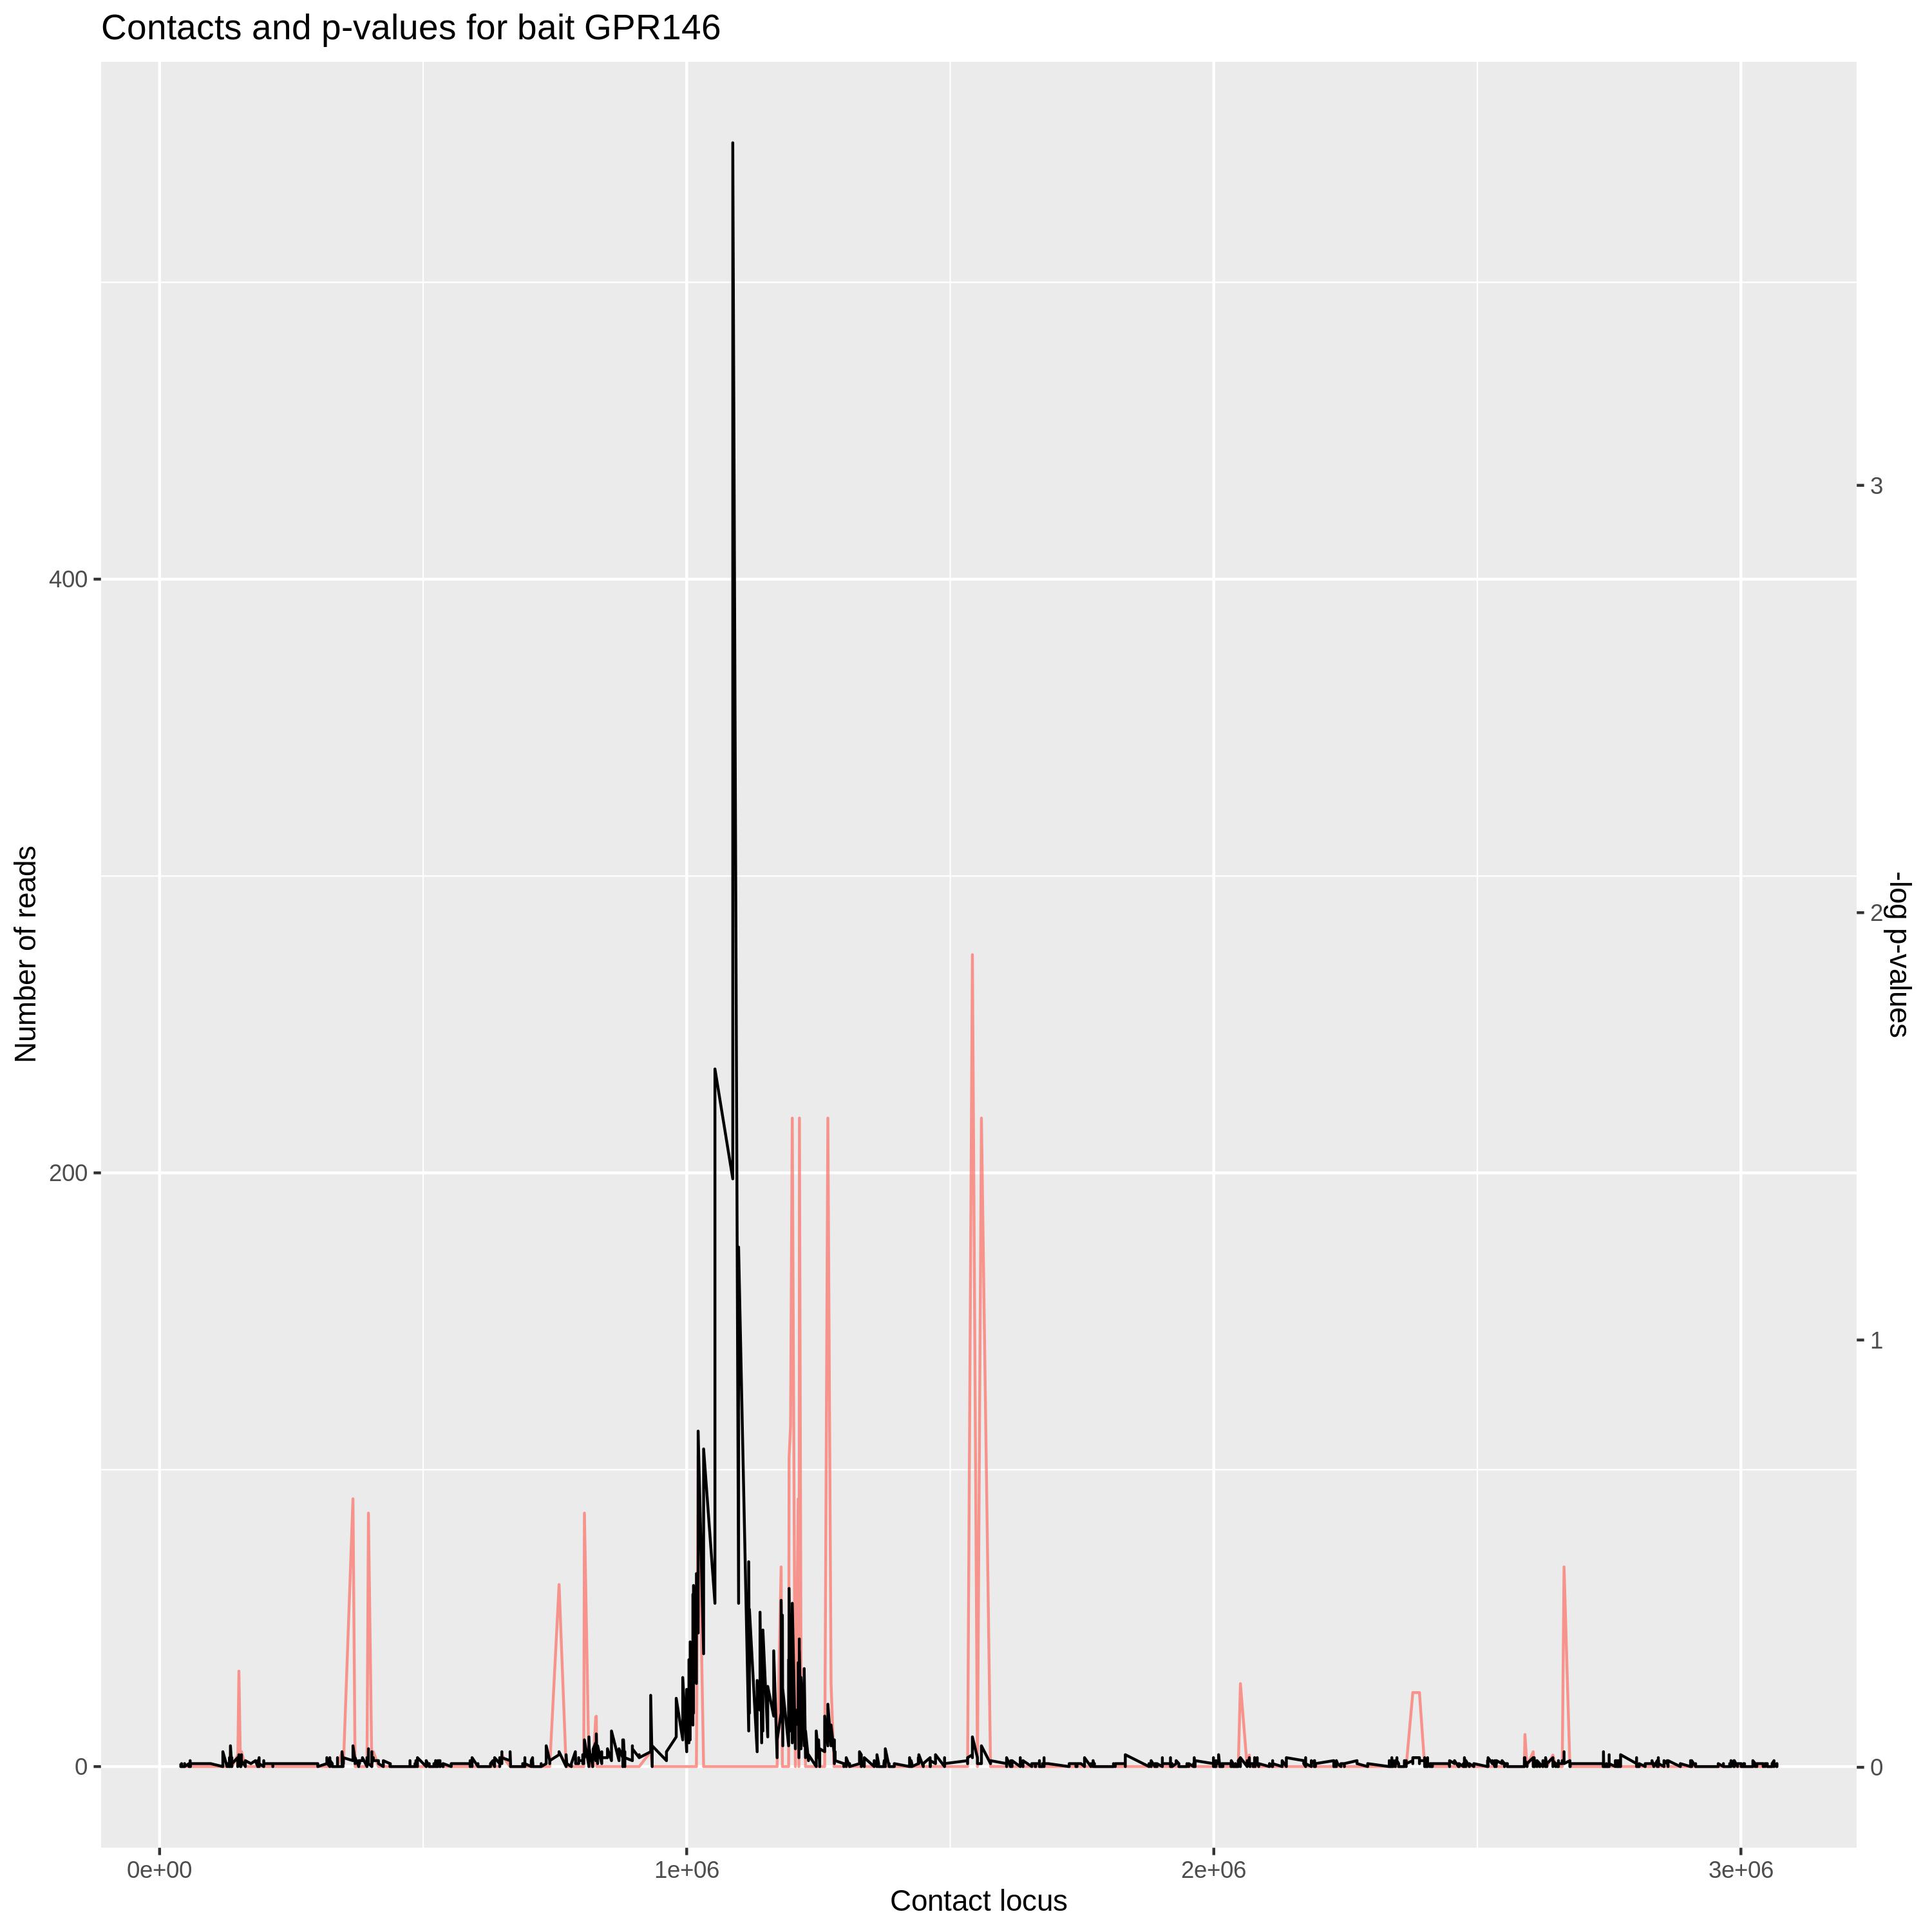 Contacts and p-values for bait GPR146
Number of reads
400
200
0
3
2
1
0
-log p-values
0e+00
1e+06
2e+06
3e+06
Contact locus